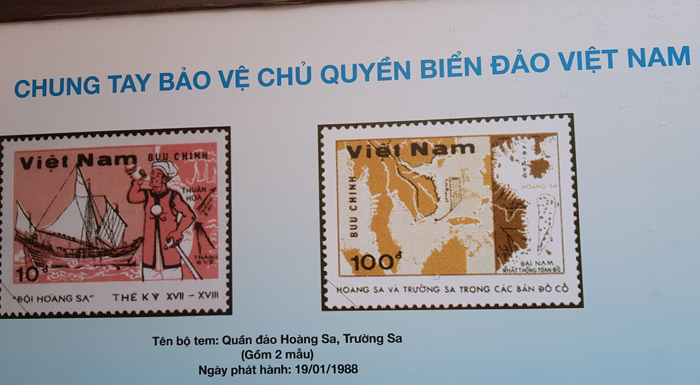 CHUNG TAY BẢO VỆ CHỦ QUYỀN BIỂN ĐẢO VIỆT NAM
Việt Nam BƯU CHÍNH
THUẬN HÓA
10đ
"ĐỘI HOÀNG SA" THẾ KỶ XVII - XVIII
Việt Nam
BƯU CHÍNH
HOÀNG SA
100đ
ĐẠI NAM
NHẤT THỐNG TOÀN ĐỒ
HOÀNG SA VÀ TRƯỜNG SA TRONG CÁC BẢN ĐỒ CỔ
Tên bộ tem: Quần đảo Hoàng Sa, Trường Sa
(Gồm 2 mẫu)
Ngày phát hành: 19/01/1988